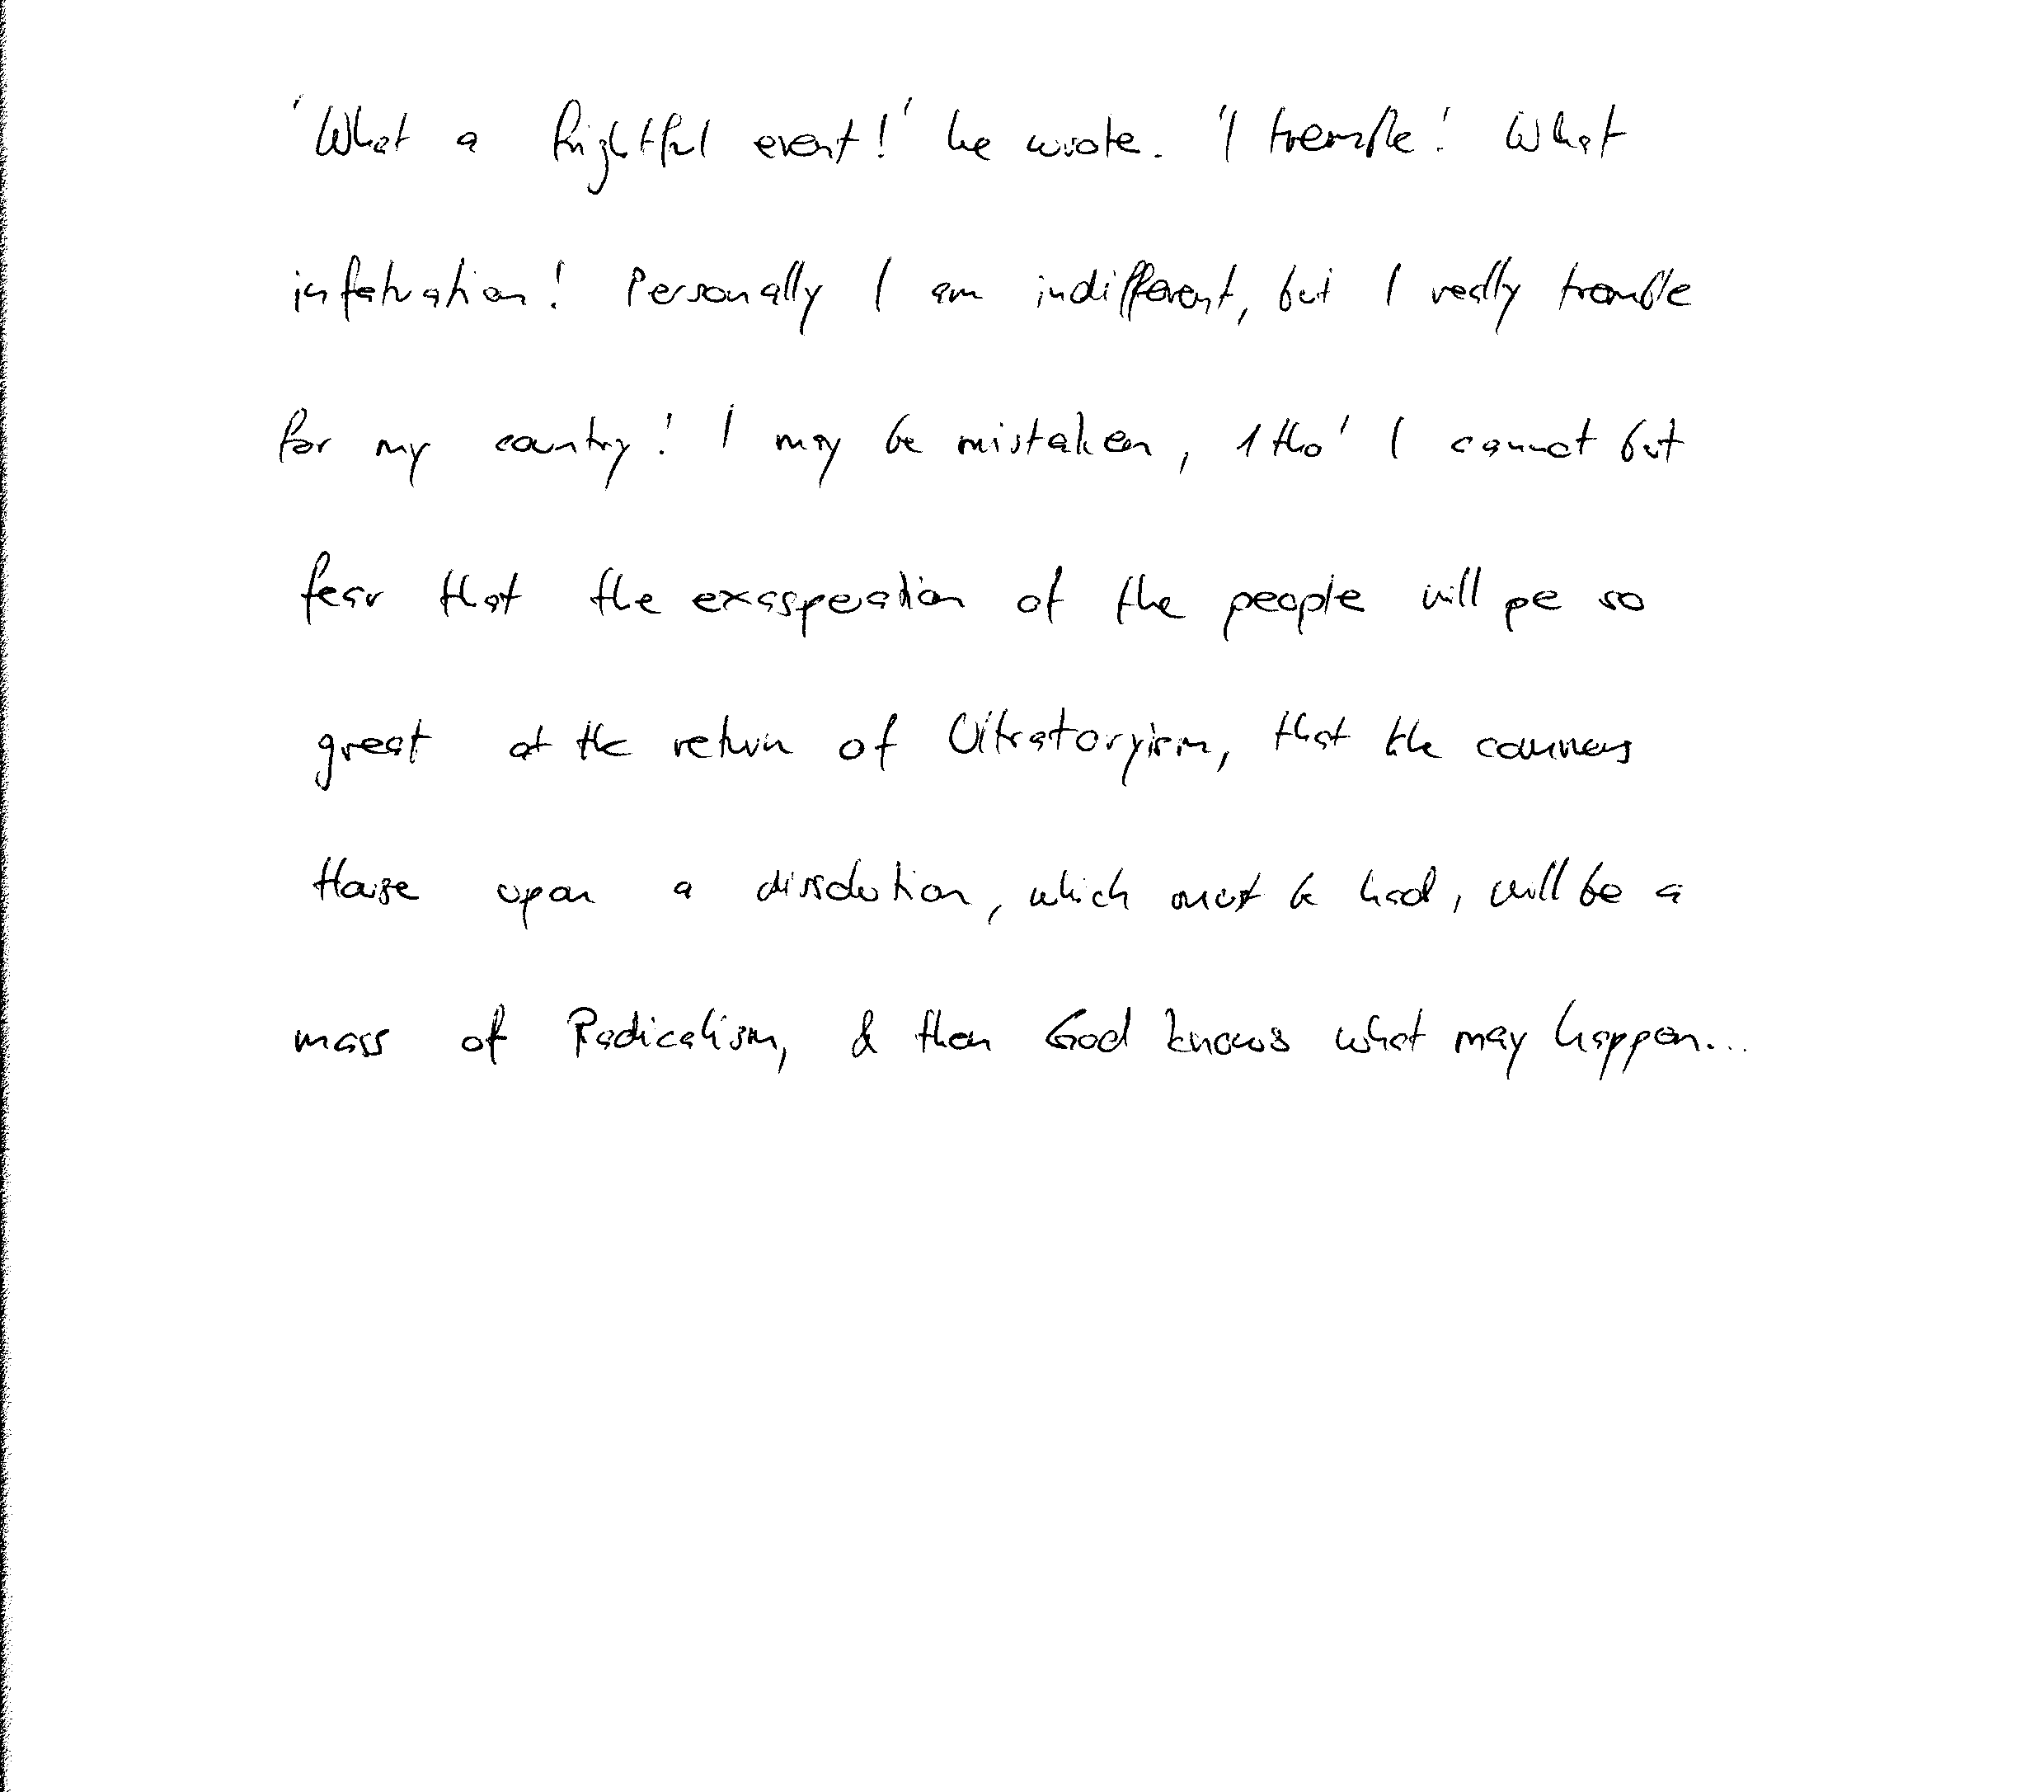 'What a frightful event!' he wrote. 'I tremble! What
infatuation! Personally I am indifferent, but I really tremble
for my country! I may be mistaken, 1 tho' I cannot but
fear that the exasperation of the people will pe so
great at the return of Ultratoryism, that the commons
House upon a dissolution, which must be had, will be a
mass of Radicalism, & then God knows what may happen...